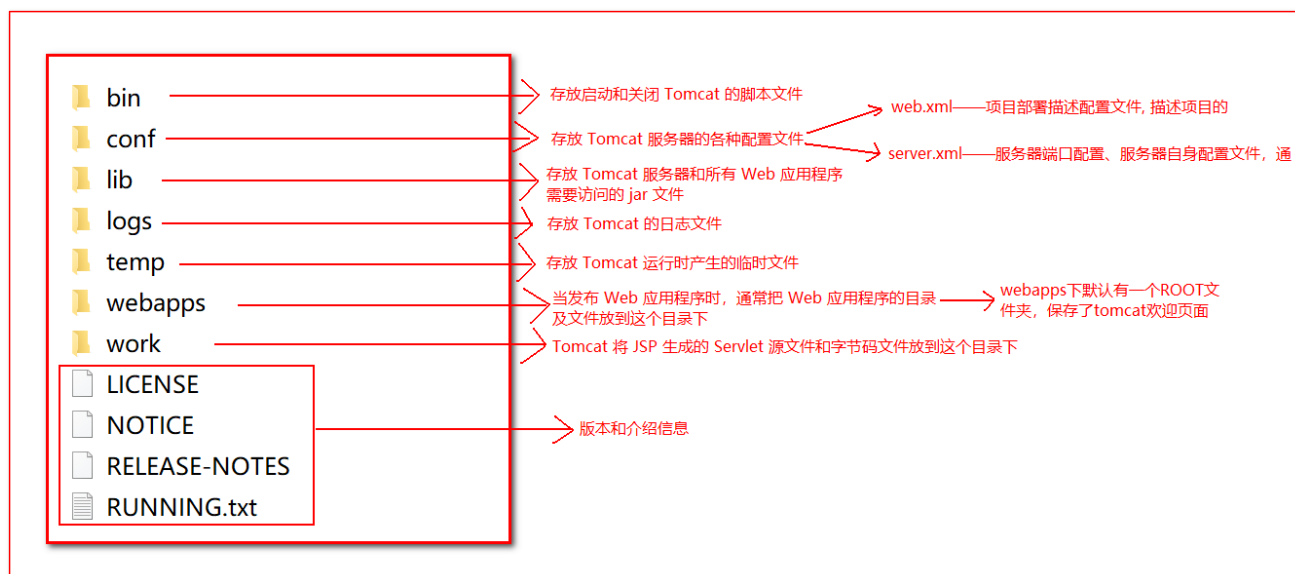 bin
存放启动和关闭 Tomcat 的脚本文件
conf
存放 Tomcat 服务器的各种配置文件
web.xml——项目部署描述配置文件, 描述项目的
server.xml——服务器端口配置、服务器自身配置文件，通
lib
存放 Tomcat 服务器和所有 Web 应用程序
需要访问的 jar 文件
logs
存放 Tomcat 的日志文件
temp
存放 Tomcat 运行时产生的临时文件
webapps
当发布 Web 应用程序时，通常把 Web 应用程序的目录
及文件放到这个目录下
webapps下默认有一个ROOT文
件夹，保存了tomcat欢迎页面
work
Tomcat 将 JSP 生成的 Servlet 源文件和字节码文件放到这个目录下
LICENSE
NOTICE
RELEASE-NOTES
RUNNING.txt
版本和介绍信息